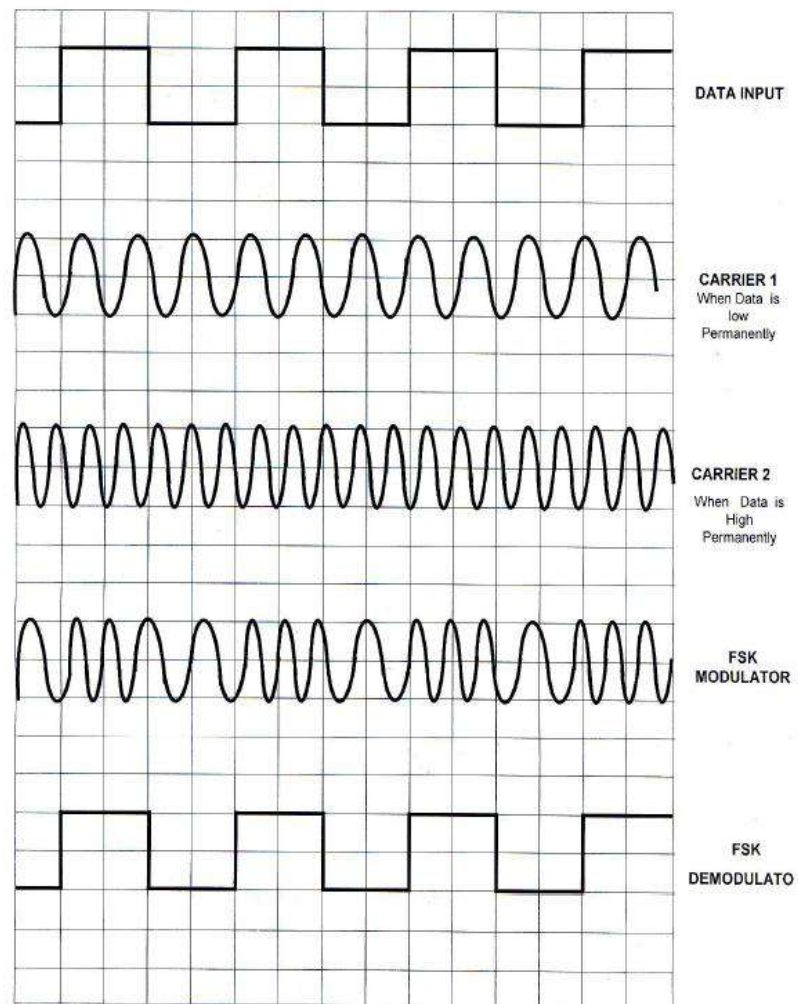 DATA INPUT
CARRIER 1
When Data is
low
Permanently
CARRIER 2
When Data is
High
Permanently
FSK
MODULATOR
FSK
DEMODULATO